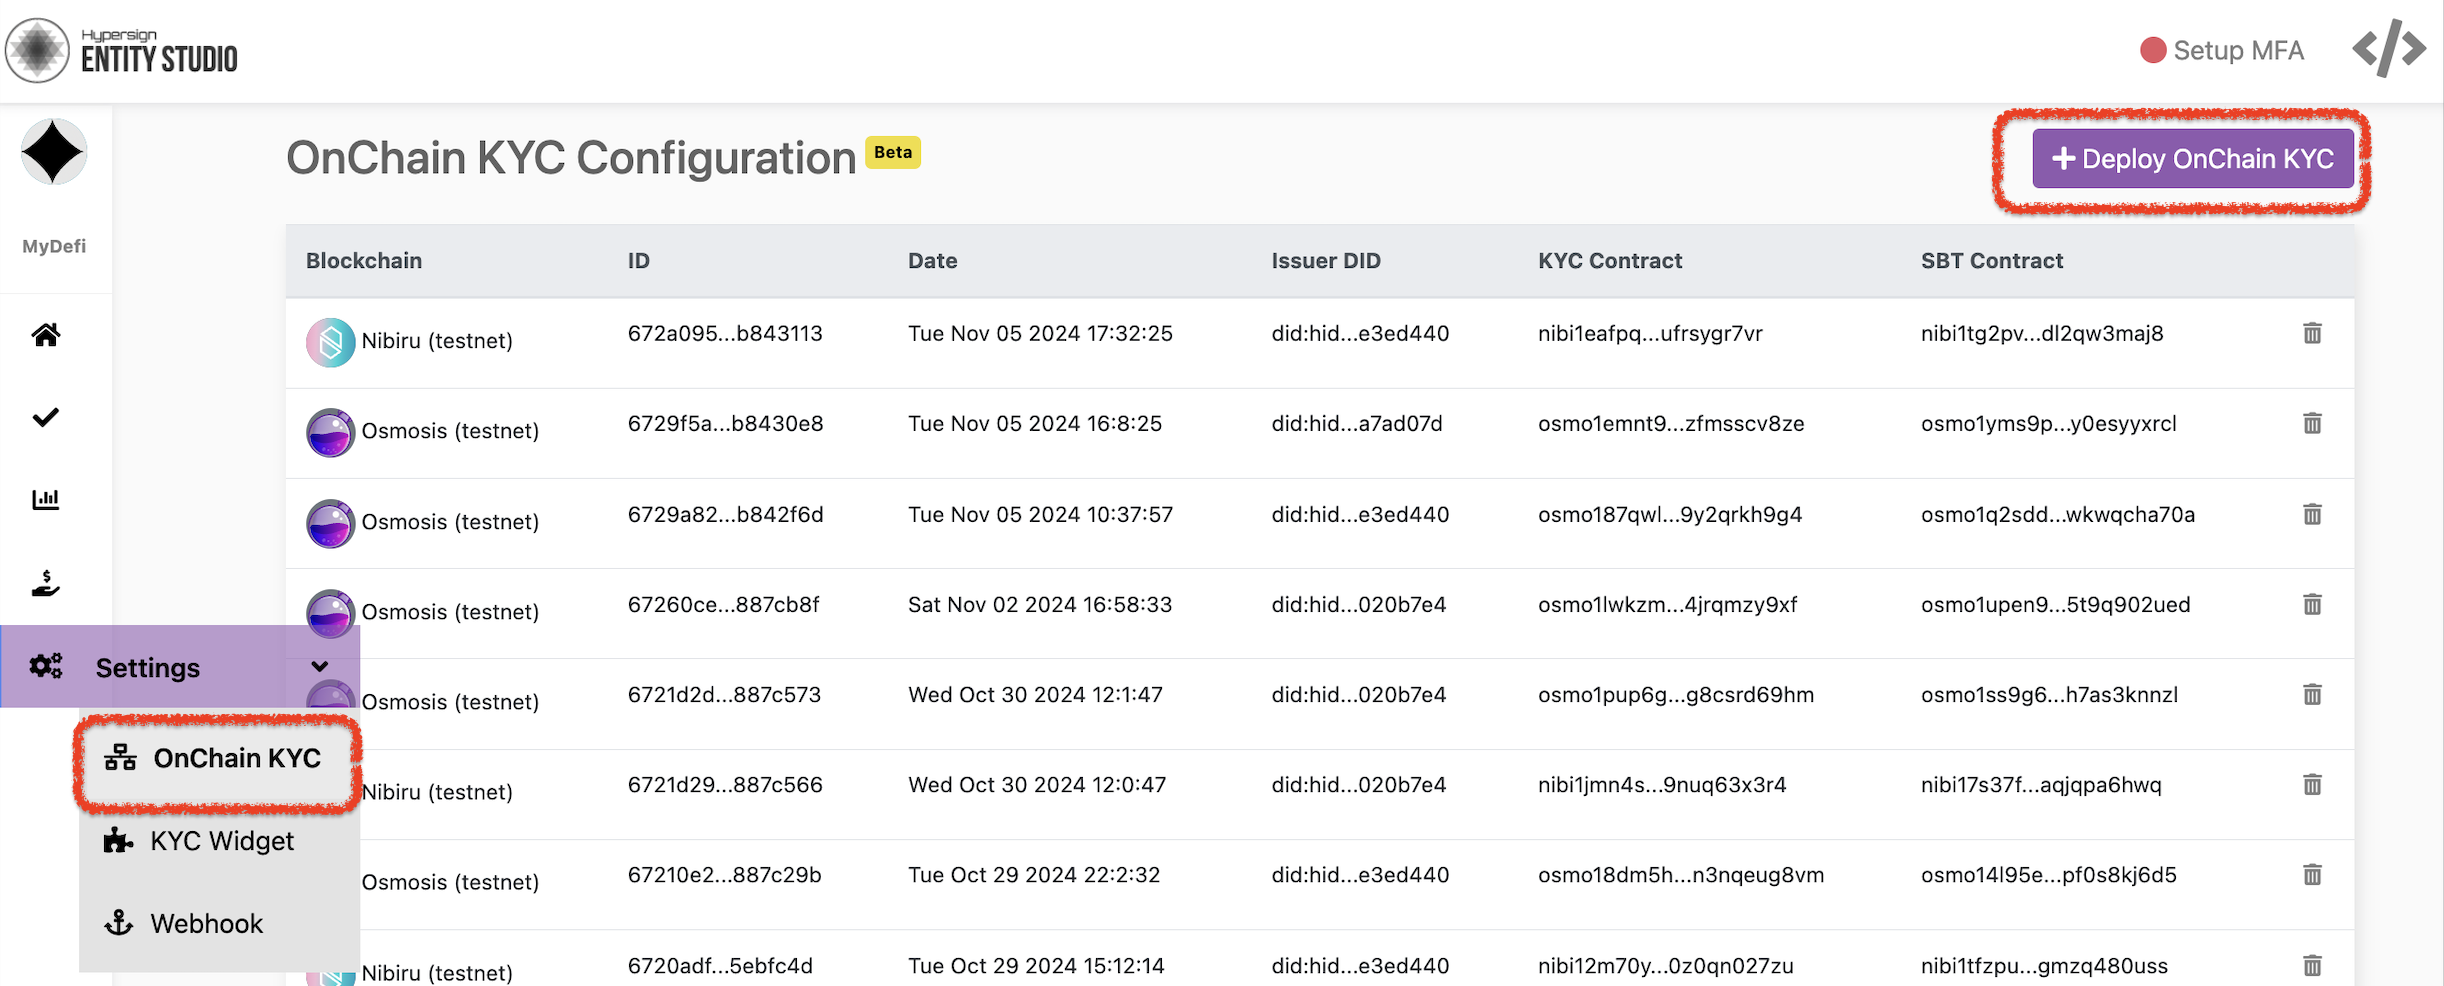 Hypersign
ENTITY STUDIO
Setup MFA
MyDefi
OnChain KYC Configuration Beta
+ Deploy OnChain KYC
Blockchain ID Date Issuer DID KYC Contract SBT Contract
Nibiru (testnet) 672a095...b843113 Tue Nov 05 2024 17:32:25 did:hid...e3ed440 nibi1eafpq...ufrsygr7vr nibi1tg2pv...dl2qw3maj8
Osmosis (testnet) 6729f5a...b8430e8 Tue Nov 05 2024 16:8:25 did:hid...a7ad07d osmo1emnt9...zfmsscv8ze osmo1yms9p...y0esyyxrcl
Osmosis (testnet) 6729a82...b842f6d Tue Nov 05 2024 10:37:57 did:hid...e3ed440 osmo187qwl...9y2qrkh9g4 osmo1q2sdd...wkwqcha70a
Osmosis (testnet) 67260ce...887cb8f Sat Nov 02 2024 16:58:33 did:hid...020b7e4 osmo1lwkzm...4jrqmzy9xf osmo1upen9...5t9q902ued
Osmosis (testnet) 6721d2d...887c573 Wed Oct 30 2024 12:1:47 did:hid...020b7e4 osmo1pup6g...g8csrd69hm osmo1ss9g6...h7as3knnzl
Nibiru (testnet) 6721d29...887c566 Wed Oct 30 2024 12:0:47 did:hid...020b7e4 nibi1jmn4s...9nuq63x3r4 nibi17s37f...aqjqpa6hwq
Osmosis (testnet) 67210e2...887c29b Tue Oct 29 2024 22:2:32 did:hid...e3ed440 osmo18dm5h...n3nqeug8vm osmo14l95e...pf0s8kj6d5
Nibiru (testnet) 6720adf...5ebfc4d Tue Oct 29 2024 15:12:14 did:hid...e3ed440 nibi12m70y...0z0qn027zu nibi1tfzpu...gmzq480uss
Settings
OnChain KYC
KYC Widget
Webhook